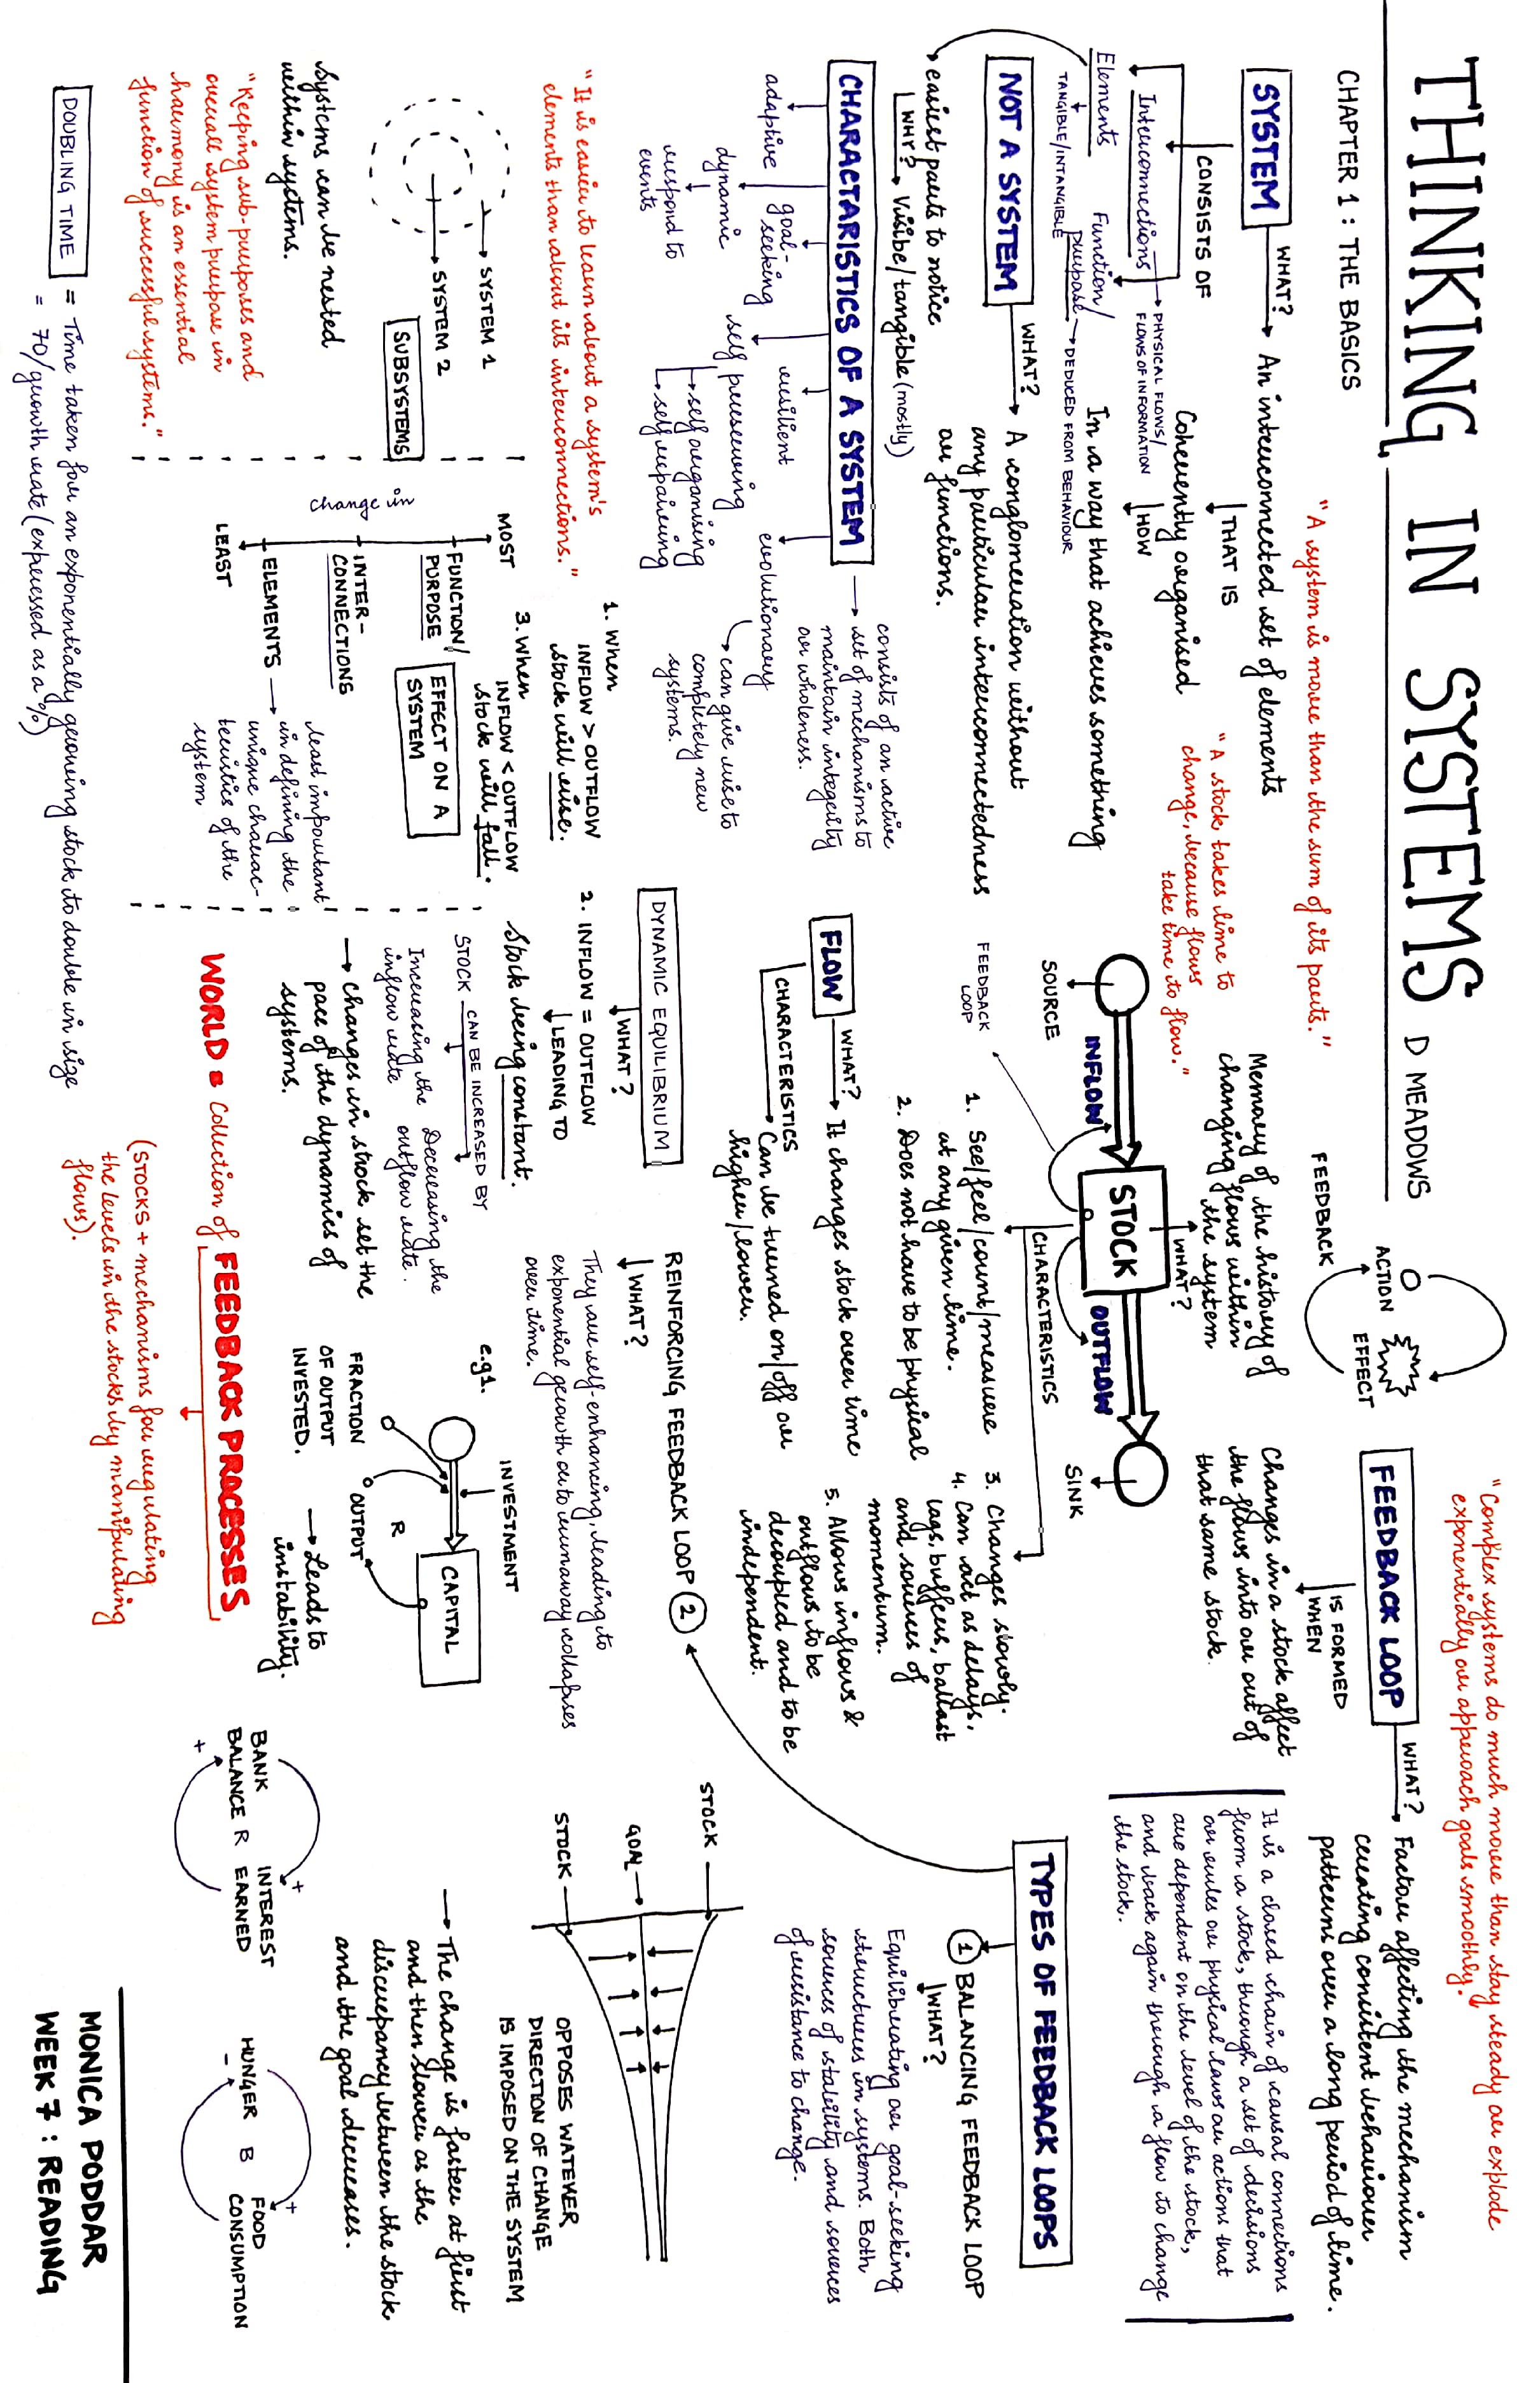 THINKING IN SYSTEMS D MEADOWS
CHAPTER 1 : THE BASICS
"A system is more than the sum of its parts."
SYSTEM
WHAT?
An interconnected set of elements
THAT IS
Coherently organised
HOW
In a way that achieves something
CONSISTS OF
Interconnections
PHYSICAL FLOWS/
FLOWS OF INFORMATION
Elements
TANGIBLE/INTANGIBLE
Function/
purpose
DEDUCED FROM BEHAVIOUR
NOT A SYSTEM
WHAT?
A conglomeration without
any particular interconnectedness
or functions.
easiest parts to notice
WHY? Visibe/tangible (mostly)
CHARACTARISTICS OF A SYSTEM
consists of an active
set of mechanisms to
maintain integrity
or wholeness.
adaptive
goal-
seeking
resilient
evolutionary
dynamic
self preserving
respond to
events
self organising
self repairing
can give rise to
completely new
systems.
"It is easier to learn about a system's
elements than about its interconnections."
SYSTEM 1
SYSTEM 2
SUBSYSTEMS
Systems can be nested
within systems.
"Keeping sub-purposes and
overall system purpose in
harmony is an essential
function of successful systems."
MOST
FUNCTION/
PURPOSE
INTER-
CONNECTIONS
ELEMENTS
LEAST
change in
EFFECT ON A
SYSTEM
least important
in defining the
unique charac-
teristics of the
system
DOUBLING TIME = Time taken for an exponentially growing stock to double in size
= 70/growth rate (expressed as a %)
"A stock takes time to
change, because flows
take time to flow."
Memory of the history of
changing flows within
the system
WHAT?
SOURCE
INFLOW
STOCK
OUTFLOW
SINK
FEEDBACK
LOOP
CHARACTERISTICS
1. See/feel/count/measure
at any given time.
2. Does not have to be physical
3. Changes slowly.
4. Can act as delays,
lags, buffers, ballast
and sources of
momentum.
5. Allows inflows &
outflows to be
decoupled and to be
independent.
FLOW
WHAT?
It changes stock over time
CHARACTERISTICS
Can be turned on/off or
higher/lower.
1. When
INFLOW > OUTFLOW
stock will rise.
3. When
INFLOW < OUTFLOW
stock will fall.
DYNAMIC EQUILIBRIUM
WHAT?
2. INFLOW = OUTFLOW
LEADING TO
Stock being constant.
STOCK CAN BE INCREASED BY
Increasing the
inflow rate
Decreasing the
outflow rate.
changes in stock set the
pace of the dynamics of
systems.
WORLD = Collection of FEEDBACK PROCESSES
(STOCKS + mechanisms for regulating
the levels in the stocks by manipulating
flows).
"Complex systems do much more than stay steady or explode
exponentially or approach goals smoothly."
FEEDBACK
ACTION
EFFECT
FEEDBACK LOOP
WHAT?
Factor affecting the mechanism
creating consistent behaviour
patterns over a long period of time.
IS FORMED
WHEN
Changes in a stock affect
the flows into or out of
that same stock.
It is a closed chain of causal connections
from a stock, through a set of decisions
or rules or physical laws or actions that
are dependent on the level of the stock,
and back again through a flow to change
the stock.
TYPES OF FEEDBACK LOOPS
1 BALANCING FEEDBACK LOOP
WHAT?
Equilibrating or goal-seeking
structures in systems. Both
sources of stability and sources
of resistance to change.
STOCK
GOAL
STOCK
OPPOSES WATEVER
DIRECTION OF CHANGE
IS IMPOSED ON THE SYSTEM
The change is faster at first
and then slower as the
discrepancy between the stock
and the goal decreases.
REINFORCING FEEDBACK LOOP 2
WHAT?
They are self-enhancing, leading to
exponential growth or to runaway collapses
over time.
e.g1.
INVESTMENT
CAPITAL
R
OUTPUT
FRACTION
OF OUTPUT
INVESTED.
Leads to
instability.
BANK
BALANCE
R
INTEREST
EARNED
+
+
HUNGER
B
FOOD
CONSUMPTION
+
-
MONICA PODDAR
WEEK 7 : READING